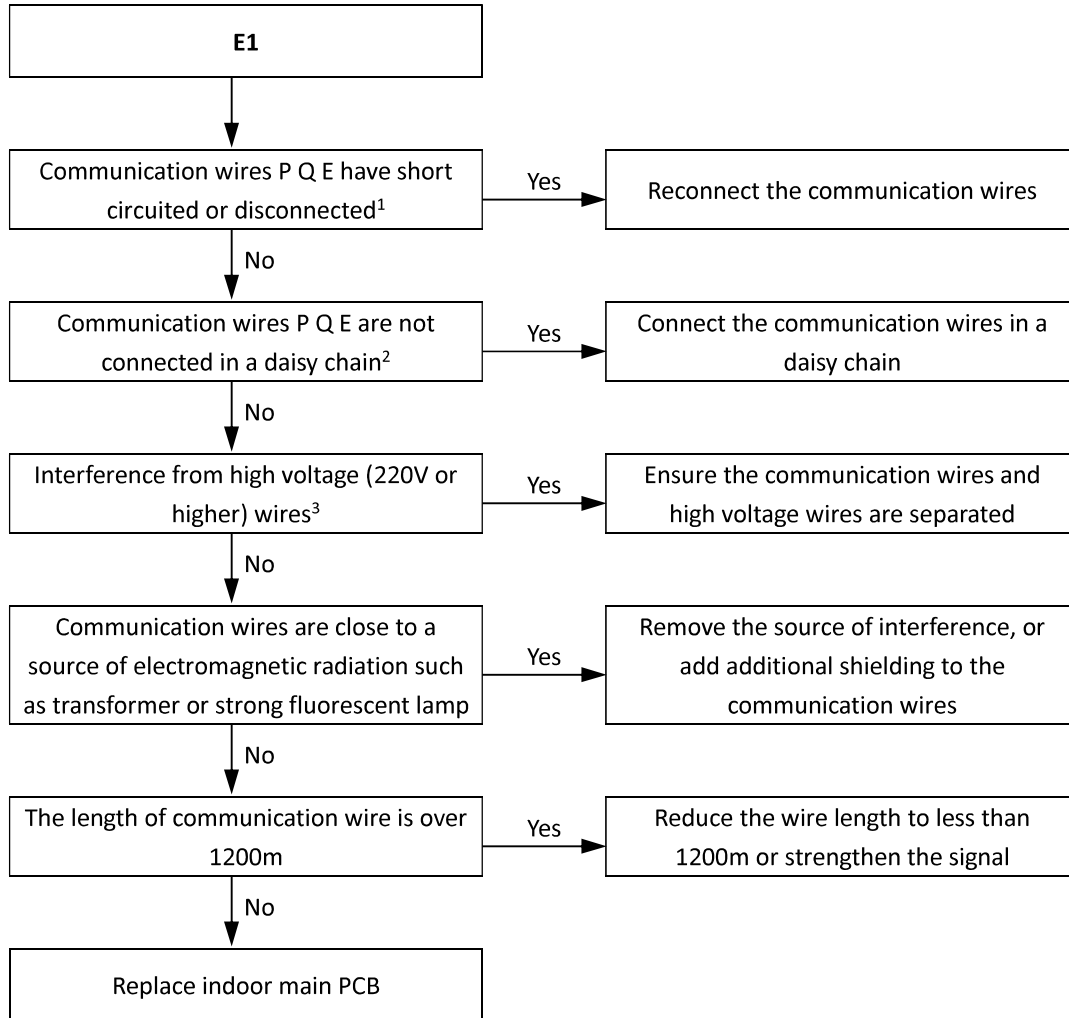 E1
Communication wires P Q E have short
circuited or disconnected¹
Yes
Reconnect the communication wires
No
Communication wires P Q E are not
connected in a daisy chain²
Yes
Connect the communication wires in a
daisy chain
No
Interference from high voltage (220V or
higher) wires³
Yes
Ensure the communication wires and
high voltage wires are separated
No
Communication wires are close to a
source of electromagnetic radiation such
as transformer or strong fluorescent lamp
Yes
Remove the source of interference, or
add additional shielding to the
communication wires
No
The length of communication wire is over
1200m
Yes
Reduce the wire length to less than
1200m or strengthen the signal
No
Replace indoor main PCB